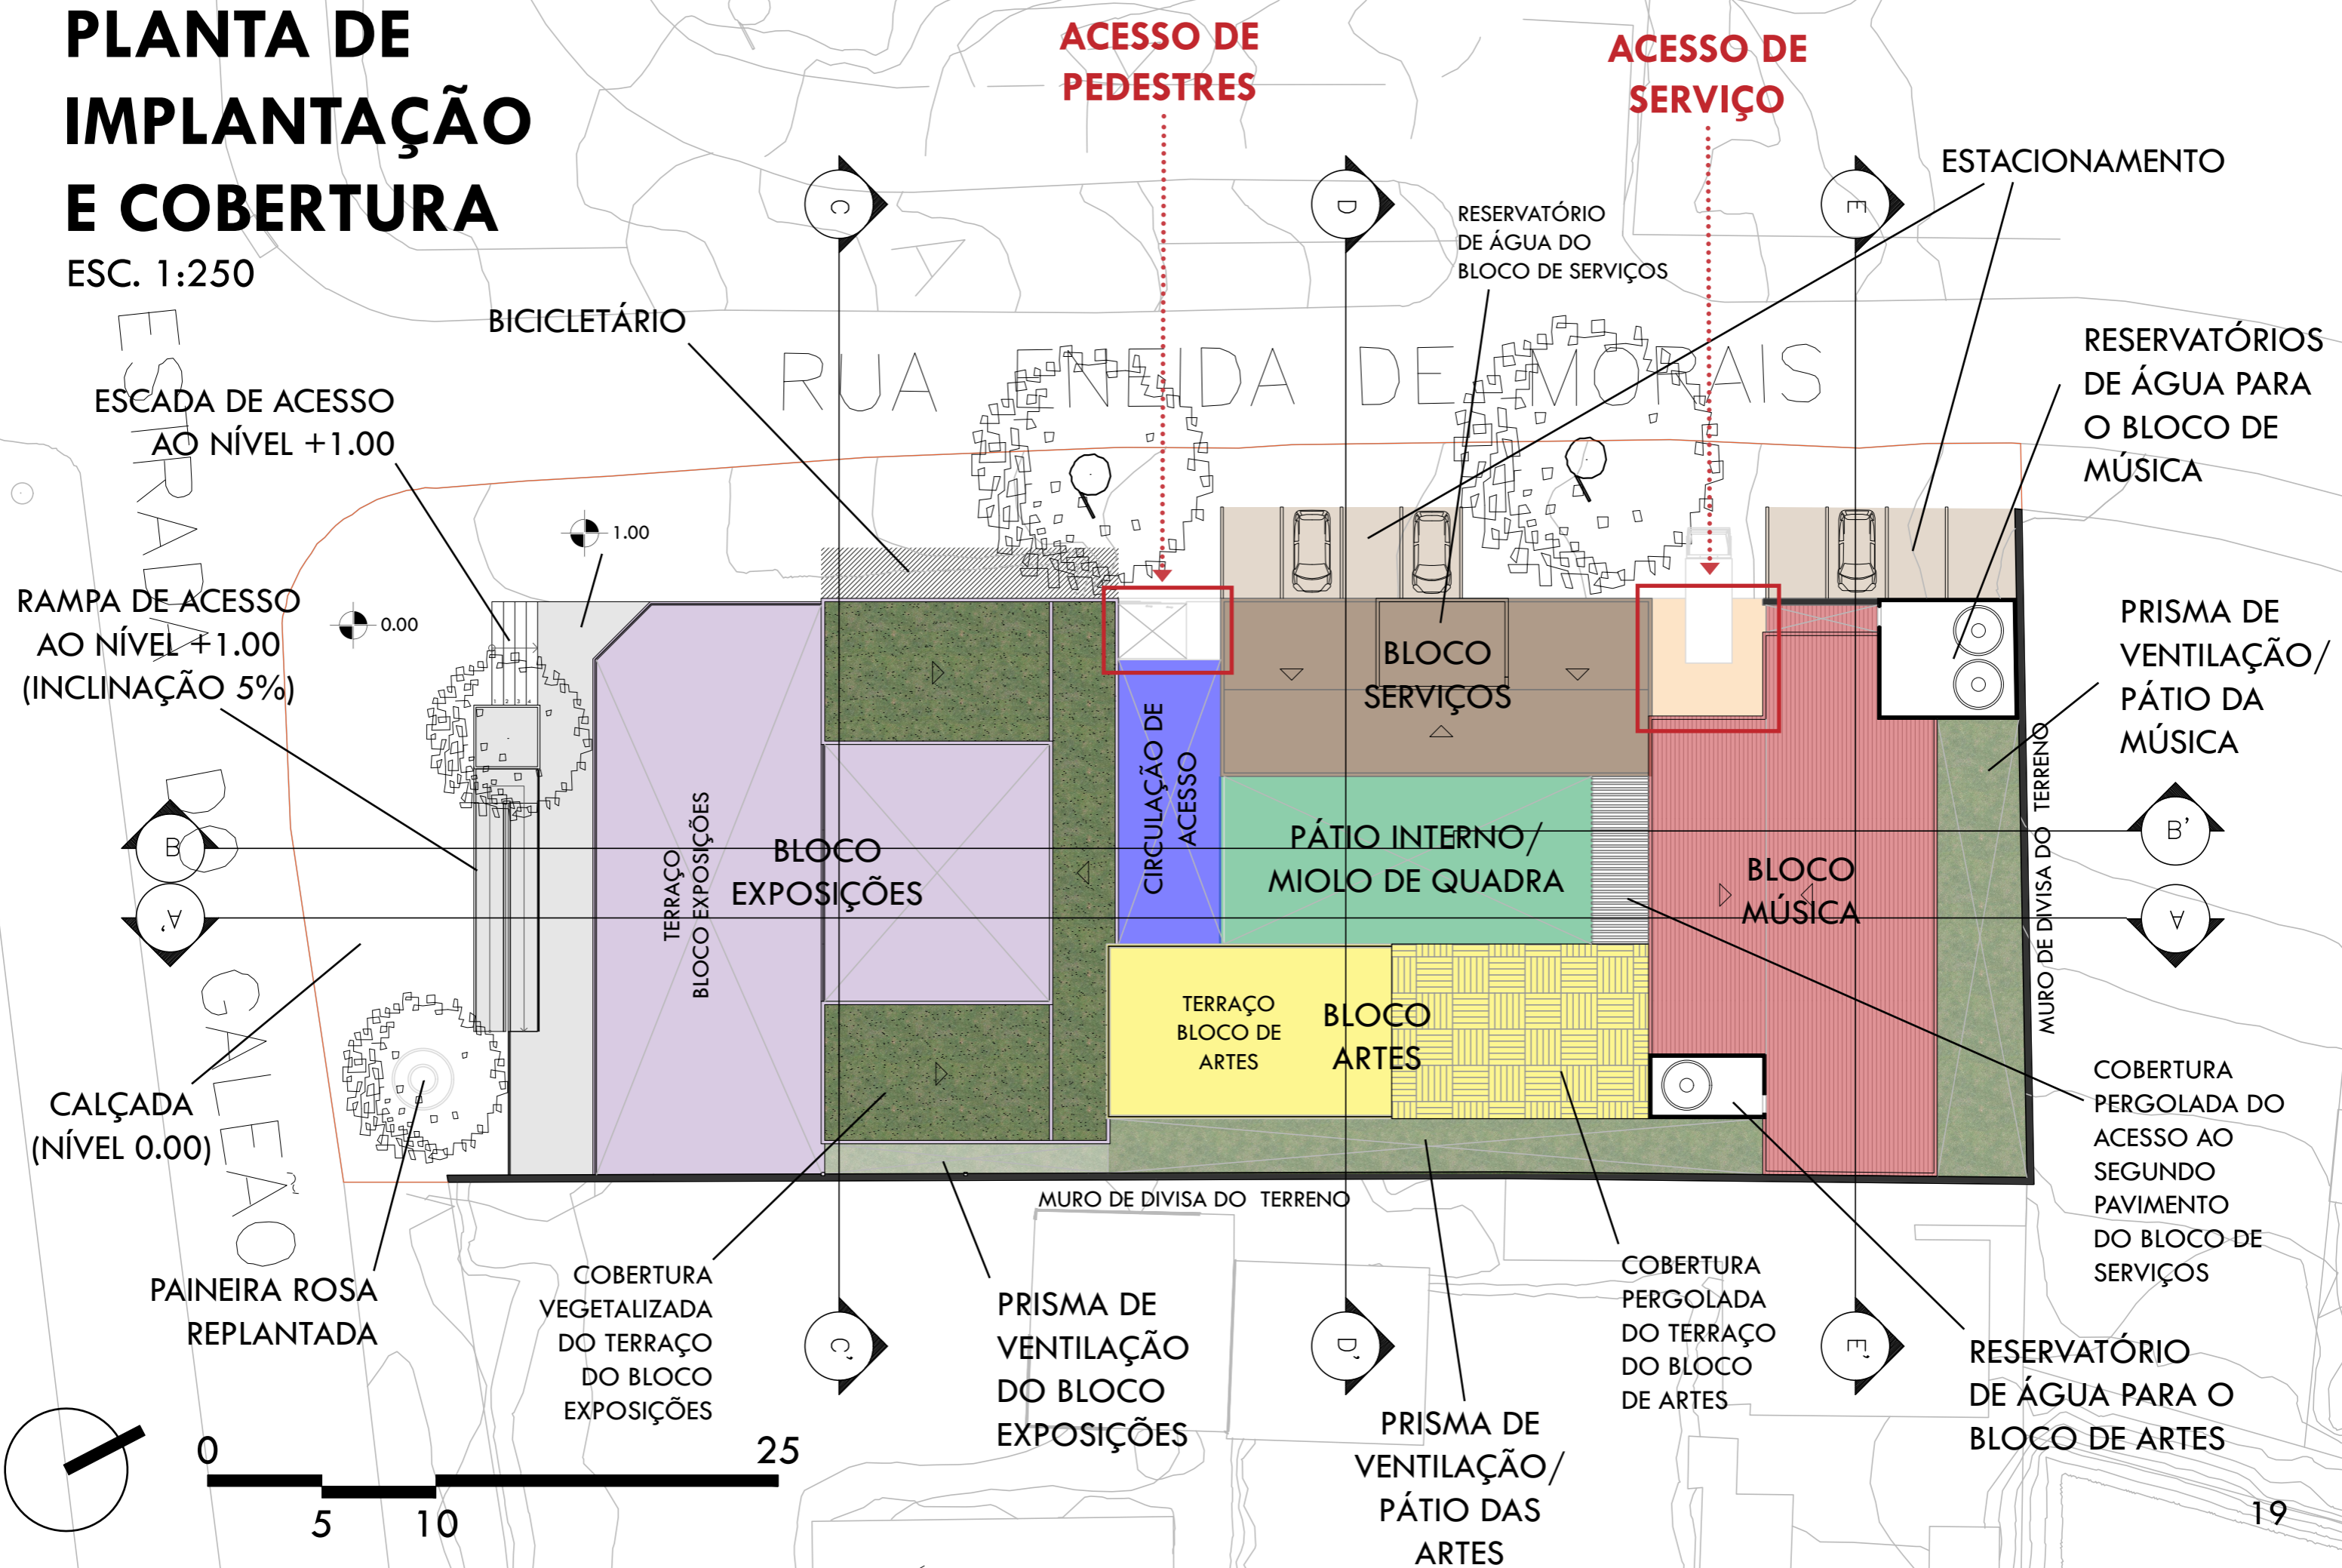 PLANTA DE
IMPLANTAÇÃO
E COBERTURA
ESC. 1:250
ACESSO DE
PEDESTRES
ACESSO DE
SERVIÇO
ESTACIONAMENTO
RESERVATÓRIO
DE ÁGUA DO
BLOCO DE SERVIÇOS
BICICLETÁRIO
RUA ENEIDA DE MORAIS
ESTRADA DO GALEÃO
ESCADA DE ACESSO
AO NÍVEL +1.00
RESERVATÓRIOS
DE ÁGUA PARA
O BLOCO DE
MÚSICA
1.00
0.00
RAMPA DE ACESSO
AO NÍVEL +1.00
(INCLINAÇÃO 5%)
1 2 3 4
PRISMA DE
VENTILAÇÃO/
PÁTIO DA
MÚSICA
BLOCO
SERVIÇOS
CIRCULAÇÃO DE
ACESSO
TERRAÇO
BLOCO EXPOSIÇÕES
BLOCO
EXPOSIÇÕES
PÁTIO INTERNO/
MIOLO DE QUADRA
BLOCO
MÚSICA
MURO DE DIVISA DO TERRENO
TERRAÇO
BLOCO DE
ARTES
BLOCO
ARTES
C
D
E
B
A'
B'
A
C'
D'
E'
CALÇADA
(NÍVEL 0.00)
COBERTURA
PERGOLADA DO
ACESSO AO
SEGUNDO
PAVIMENTO
DO BLOCO DE
SERVIÇOS
MURO DE DIVISA DO TERRENO
PAINEIRA ROSA
REPLANTADA
COBERTURA
VEGETALIZADA
DO TERRAÇO
DO BLOCO
EXPOSIÇÕES
PRISMA DE
VENTILAÇÃO
DO BLOCO
EXPOSIÇÕES
PRISMA DE
VENTILAÇÃO/
PÁTIO DAS
ARTES
COBERTURA
PERGOLADA
DO TERRAÇO
DO BLOCO
DE ARTES
RESERVATÓRIO
DE ÁGUA PARA O
BLOCO DE ARTES
0
5
10
25
19